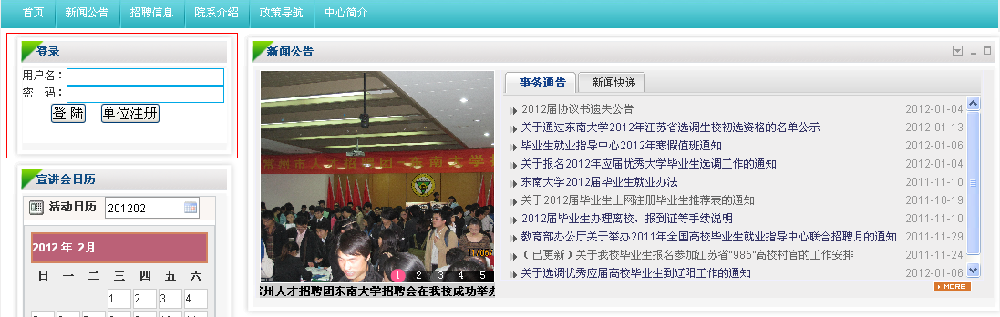 首页 新闻公告 招聘信息 院系介绍 政策导航 中心简介
登录
用户名：
密 码：
登 陆 单位注册
宣讲会日历
活动日历 201202
2012 年 2月
日 一 二 三 四 五 六
1 2 3 4
新闻公告
常州市人才招聘团—东南大学
11/06
1 2 3 4 5
州人才招聘团东南大学招聘会在我校成功举办
事务通告 新闻快递
2012届协议书遗失公告 2012-01-04
关于通过东南大学2012年江苏省选调生校初选资格的名单公示 2011-12-13
毕业生就业指导中心2012年寒假值班通知 2012-01-06
关于报名2012年应届优秀大学毕业生选调工作的通知 2012-01-04
东南大学2012届毕业生就业办法 2011-11-10
关于2012届毕业生上网注册毕业生推荐表的通知 2011-10-19
2012届毕业生办理离校、报到证等手续说明 2011-11-10
教育部办公厅关于举办2011年全国高校毕业生就业指导中心联合招聘月的通知 2011-11-29
（已更新）关于我校毕业生报名参加江苏省"985"高校村官的工作安排 2011-11-24
关于选调优秀应届高校毕业生到辽阳工作的通知 2012-01-06
MORE